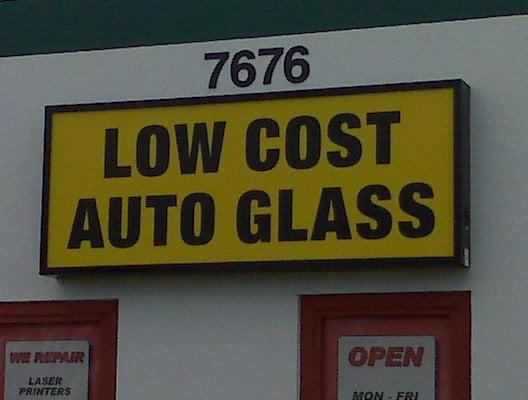 7676
LOW COST
AUTO GLASS
WE REPAIR
LASER
PRINTERS
OPEN
MON - FRI